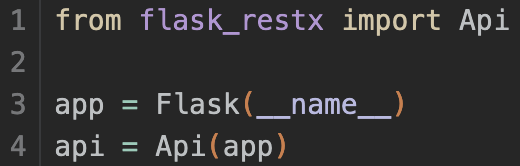 1 from flask_restx import Api
2
3 app = Flask(__name__)
4 api = Api(app)